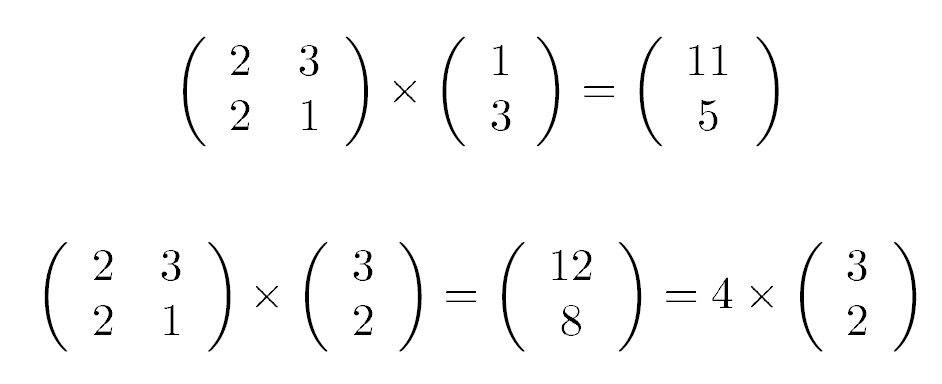 ( 2 3 ) × ( 1 ) = ( 11 )
( 2 1 ) ( 3 ) ( 5 )
( 2 3 ) × ( 3 ) = ( 12 ) = 4 × ( 3 )
( 2 1 ) ( 2 ) ( 8 ) ( 2 )